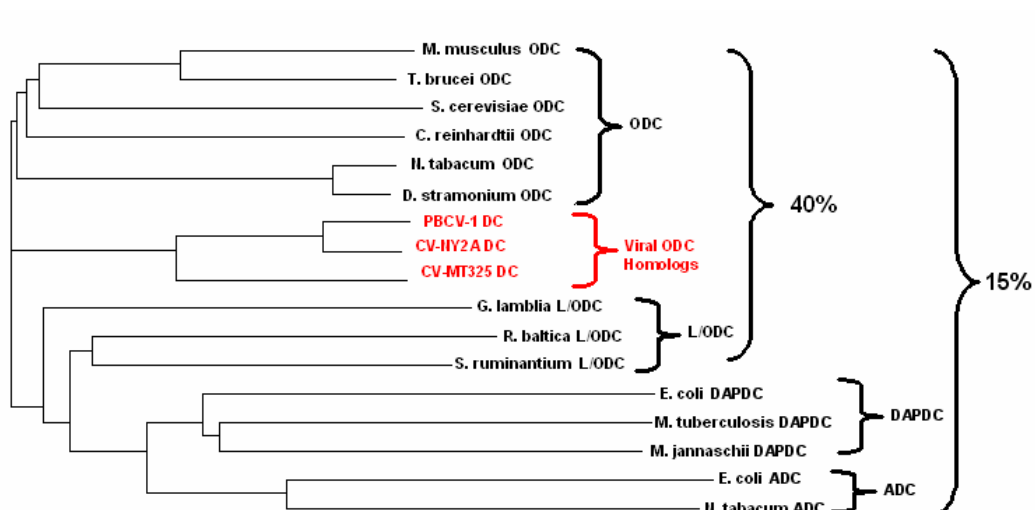 M. musculus ODC
T. brucei ODC
S. cerevisiae ODC
C. reinhardtii ODC
N. tabacum ODC
D. stramonium ODC
ODC
PBCV-1 DC
CV-NY2A DC
CV-MT325 DC
Viral ODC
Homologs
G. lamblia L/ODC
R. baltica L/ODC
S. ruminantium L/ODC
L/ODC
40%
E. coli DAPDC
M. tuberculosis DAPDC
M. jannaschii DAPDC
DAPDC
E. coli ADC
N. tabacum ADC
ADC
15%